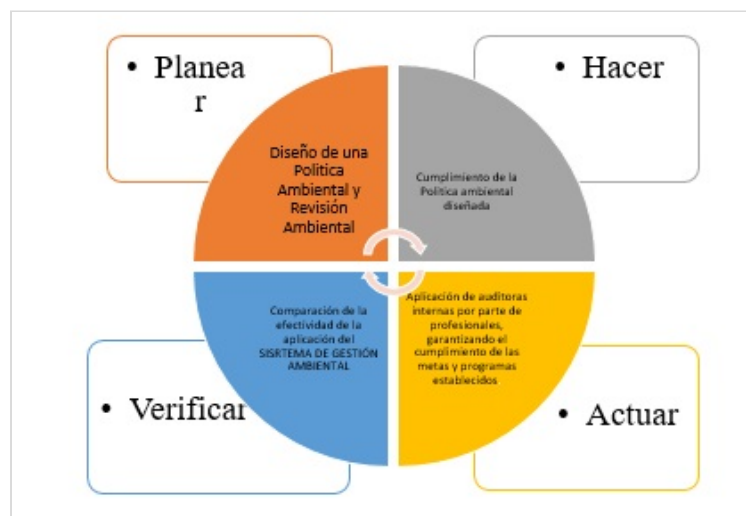 • Planea
r
• Hacer
Diseño de una
Politica
Ambiental y
Revisión
Ambiental
Cumplimiento de la
Política ambiental
diseñada
Comparación de la
efectividad de la
aplicación del
SISRTEMA DE GESTIÓN
AMBIENTAL
Aplicación de auditoras
internas por parte de
profesionales,
garantizando el
cumplimiento de las
metas y programas
establecidos
• Verificar
• Actuar